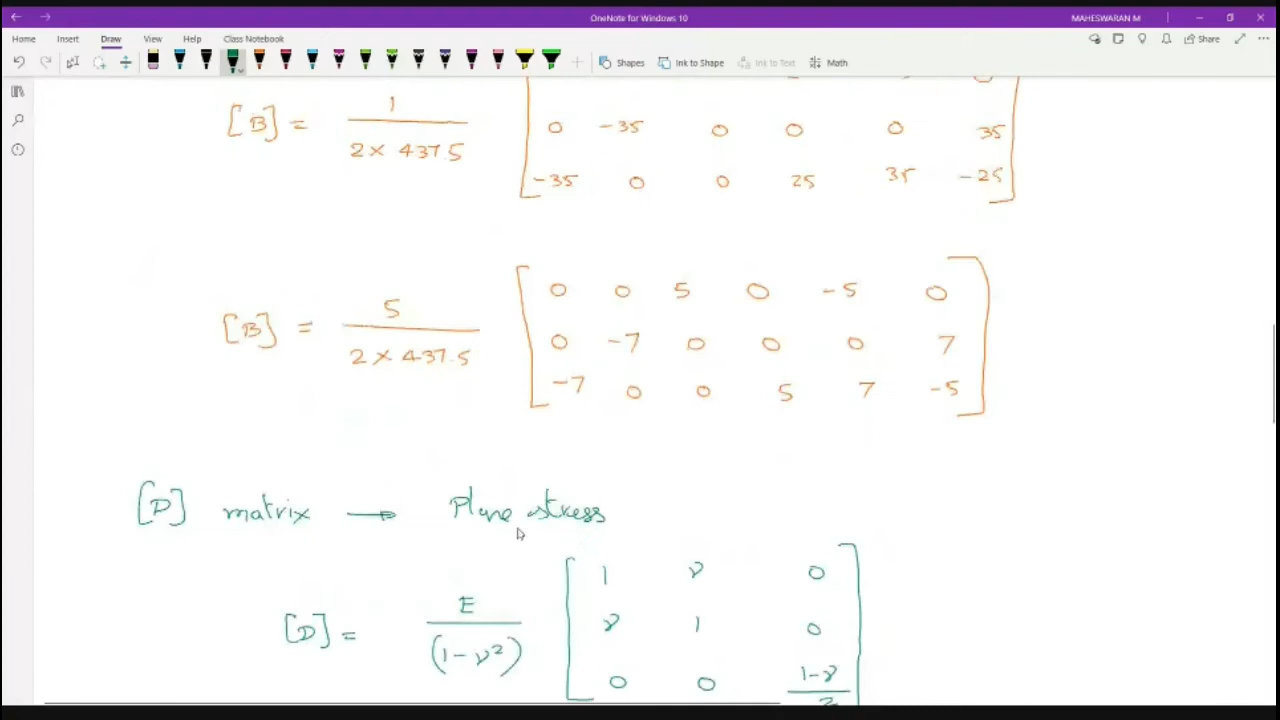 OneNote for Windows 10
MAHESWARAN M
Home Insert Draw View Help Class Notebook
Share
Shapes Ink to Shape Ink to Text Math
[B] = 1 / 2 × 437.5
0 -35 0 0 0 35
-35 0 0 25 35 -25
[B] = 5 / 2 × 437.5
0 0 5 0 -5 0
0 -7 0 0 0 7
-7 0 0 5 7 -5
[D] matrix → Plane stress
[D] = E / (1-ν²)
1 ν 0
ν 1 0
0 0 1-ν / 2